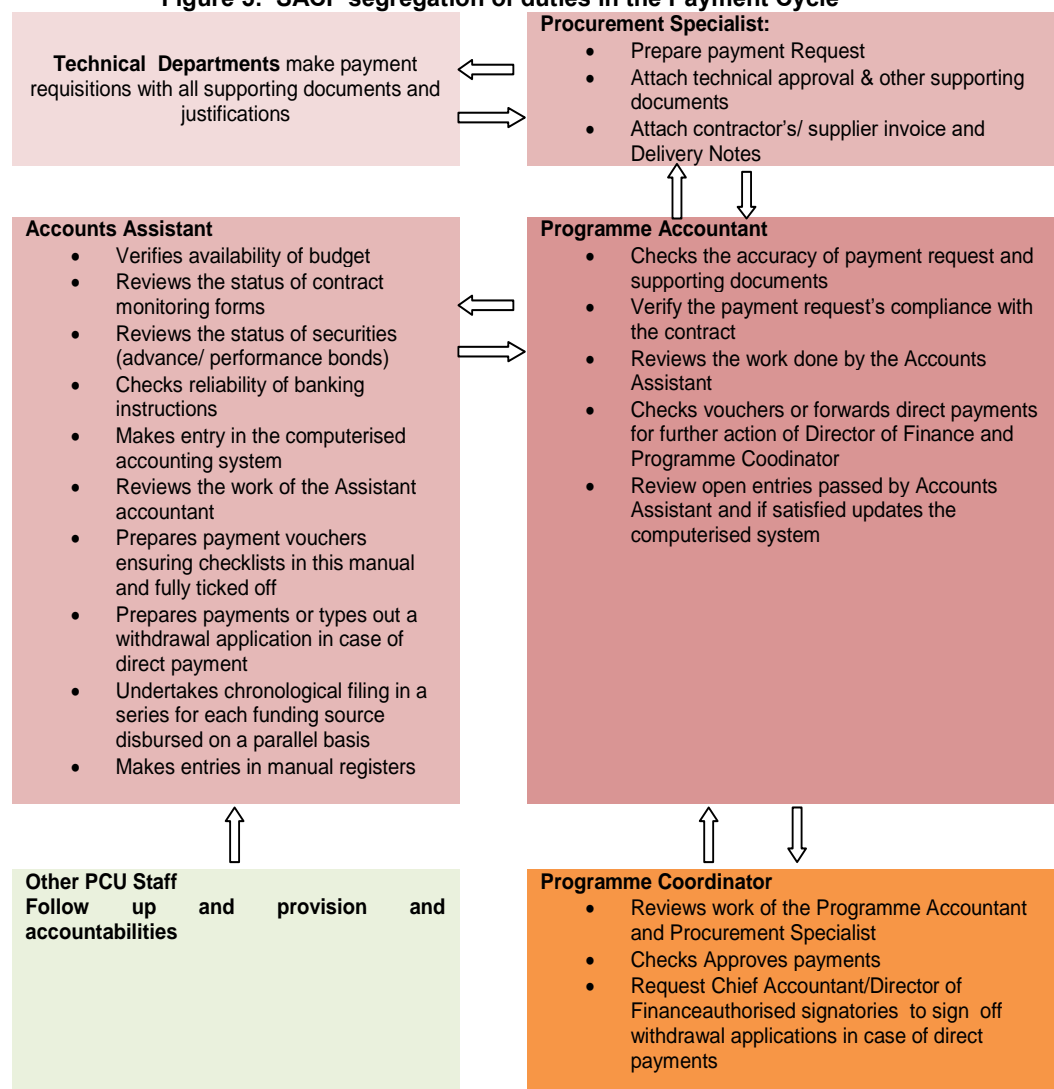 Figure segregation of duties in the Payment Cycle
Technical Departments make payment
requisitions with all supporting documents and
justifications
Procurement Specialist:
• Prepare payment Request
• Attach technical approval & other supporting
documents
• Attach contractor's/ supplier invoice and
Delivery Notes
Accounts Assistant
• Verifies availability of budget
• Reviews the status of contract
monitoring forms
• Reviews the status of securities
(advance/ performance bonds)
• Checks reliability of banking
instructions
• Makes entry in the computerised
accounting system
• Reviews the work of the Assistant
accountant
• Prepares payment vouchers
ensuring checklists in this manual
and fully ticked off
• Prepares payments or types out a
withdrawal application in case of
direct payment
• Undertakes chronological filing in a
series for each funding source
disbursed on a parallel basis
• Makes entries in manual registers
Programme Accountant
• Checks the accuracy of payment request and
supporting documents
• Verify the payment request's compliance with
the contract
• Reviews the work done by the Accounts
Assistant
• Checks vouchers or forwards direct payments
for further action of Director of Finance and
Programme Coodinator
• Review open entries passed by Accounts
Assistant and if satisfied updates the
computerised system
Other PCU Staff
Follow up and provision and
accountabilities
Programme Coordinator
• Reviews work of the Programme Accountant
and Procurement Specialist
• Checks Approves payments
• Request Chief Accountant/Director of
Financeauthorised signatories to sign off
withdrawal applications in case of direct
payments